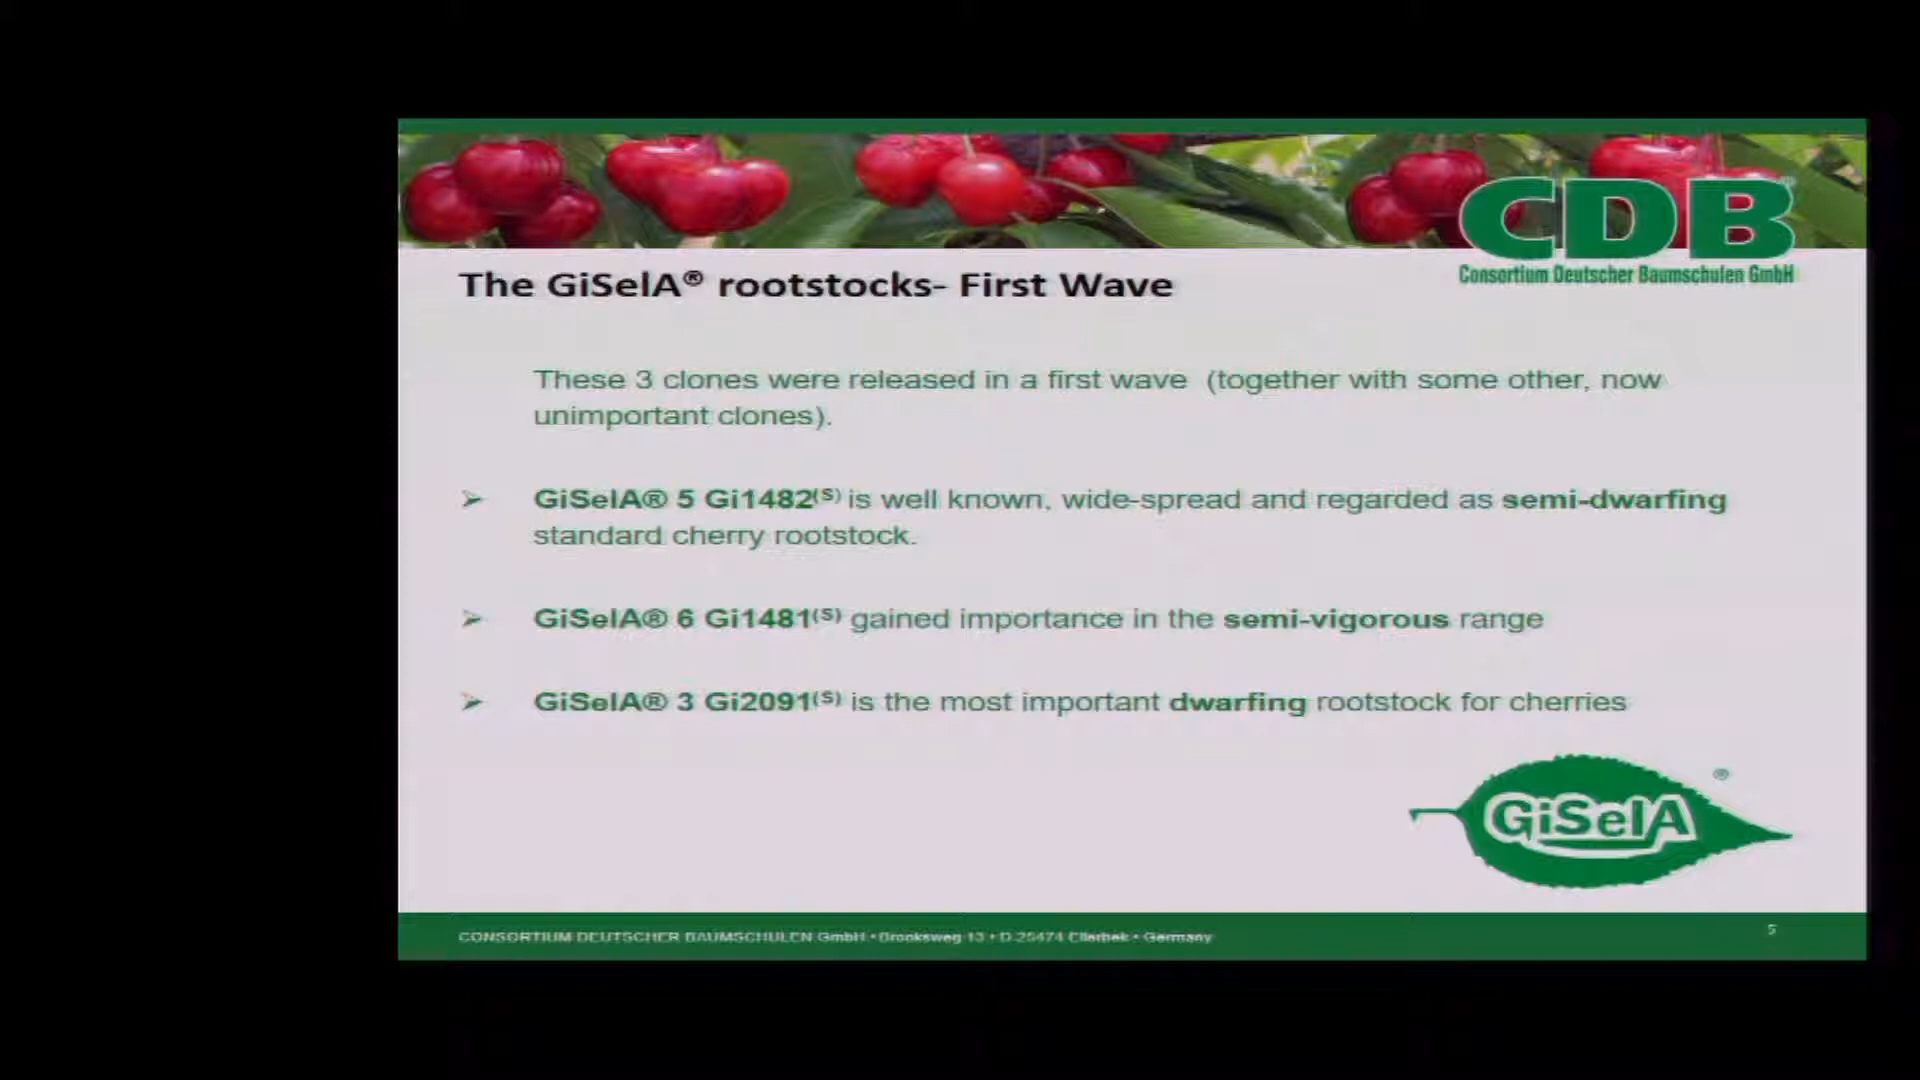 CDB
Consortium Deutscher Baumschulen GmbH
The GiSelA® rootstocks- First Wave
These 3 clones were released in a first wave (together with some other, now
unimportant clones).
➢ GiSelA® 5 Gi1482(S) is well known, wide-spread and regarded as semi-dwarfing
standard cherry rootstock.
➢ GiSelA® 6 Gi1481(S) gained importance in the semi-vigorous range
➢ GiSelA® 3 Gi2091(S) is the most important dwarfing rootstock for cherries
GiSelA ®
CONSORTIUM DEUTSCHER BAUMSCHULEN GmbH • Brooksweg 13 • D-25474 Ellerbek • Germany
5